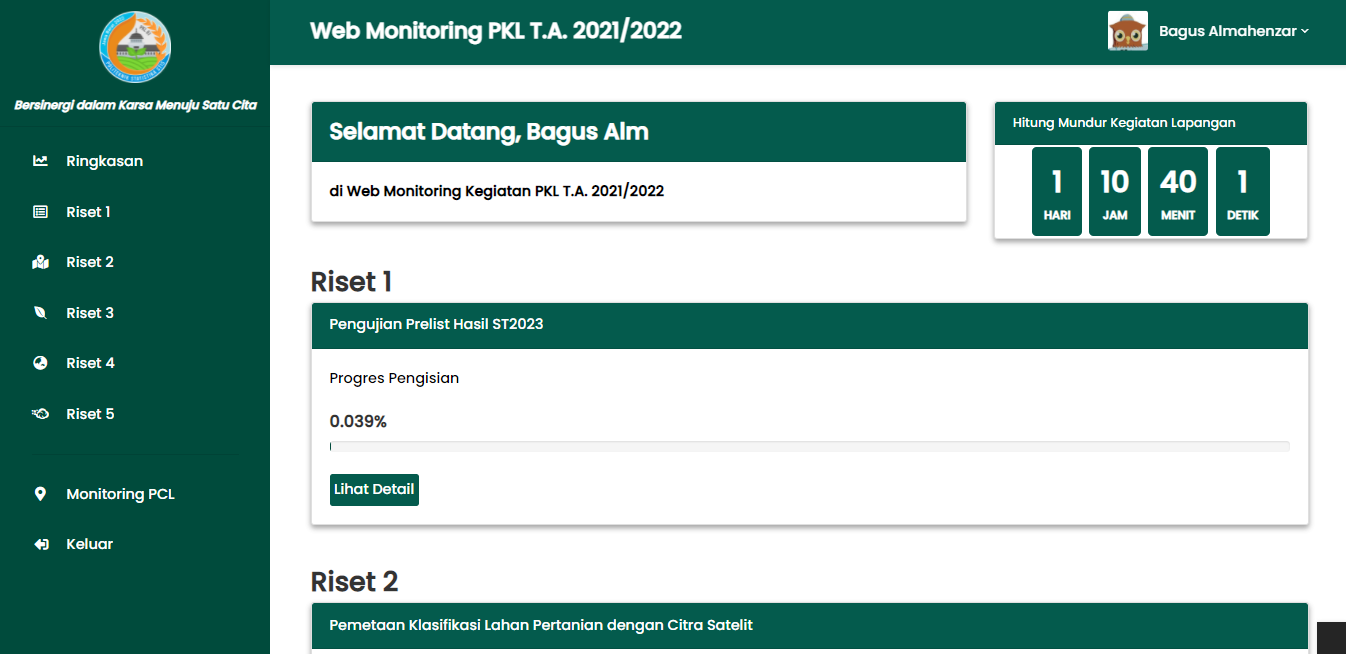 Bersinergi dalam Karsa Menuju Satu Cita
Ringkasan
Riset 1
Riset 2
Riset 3
Riset 4
Riset 5
Monitoring PCL
Keluar
Web Monitoring PKL T.A. 2021/2022
Bagus Almahenzar
Selamat Datang, Bagus Alm
di Web Monitoring Kegiatan PKL T.A. 2021/2022
Hitung Mundur Kegiatan Lapangan
1 10 40 1
HARI JAM MENIT DETIK
Riset 1
Pengujian Prelist Hasil ST2023
Progres Pengisian
0.039%
Lihat Detail
Riset 2
Pemetaan Klasifikasi Lahan Pertanian dengan Citra Satelit